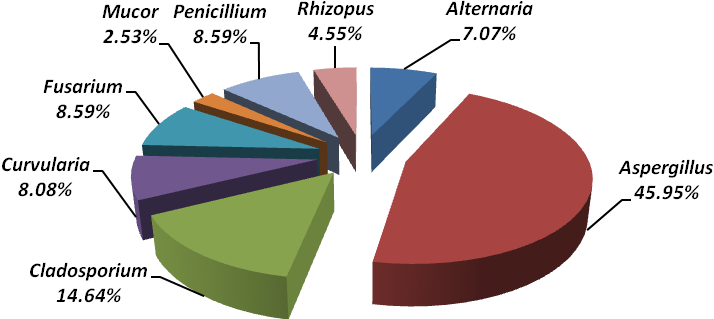 Mucor
2.53%
Penicillium
8.59%
Rhizopus
4.55%
Alternaria
7.07%
Fusarium
8.59%
Curvularia
8.08%
Aspergillus
45.95%
Cladosporium
14.64%